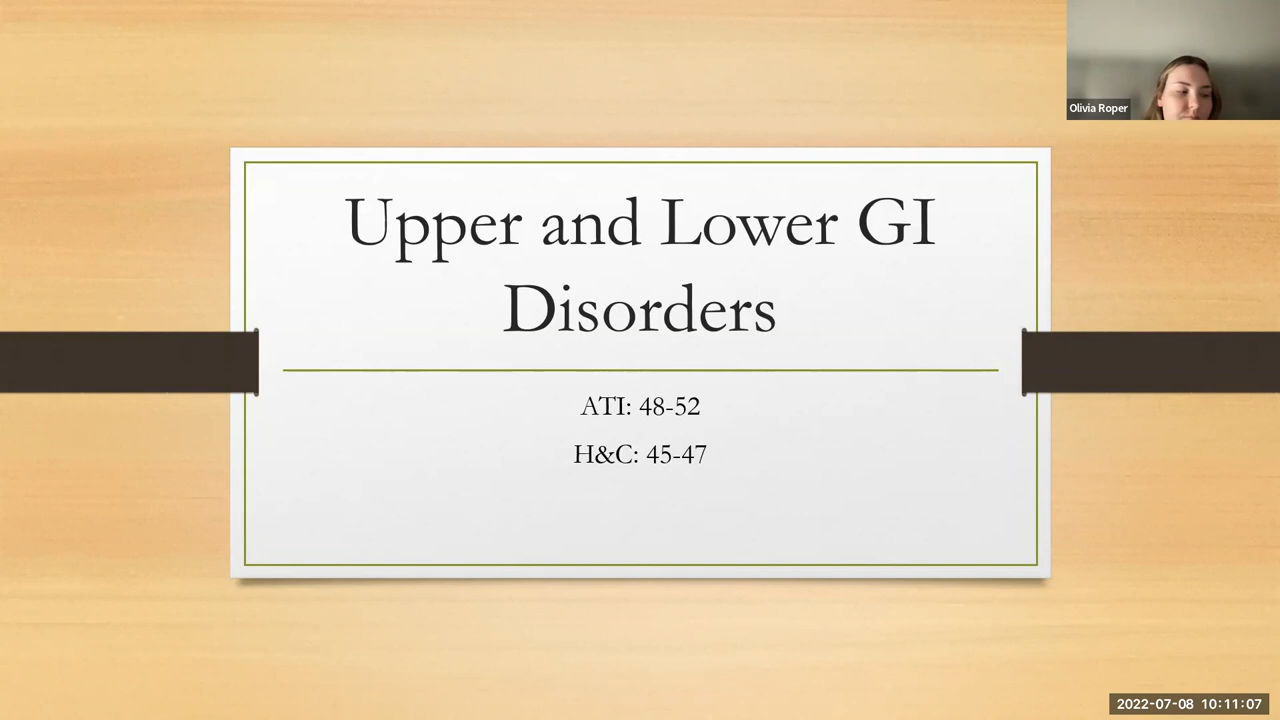 Olivia Roper
Upper and Lower GI
Disorders
ATI: 48-52
H&C: 45-47
2022-07-08 10:11:07